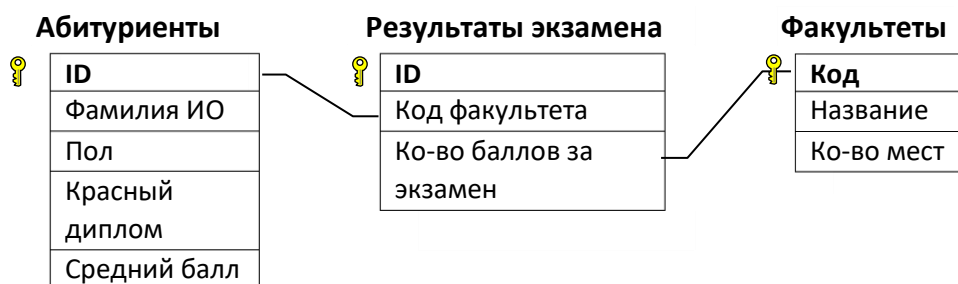 Абитуриенты
ID
Фамилия ИО
Пол
Красный
диплом
Средний балл
Результаты экзамена
ID
Код факультета
Ко-во баллов за
экзамен
Факультеты
Код
Название
Ко-во мест